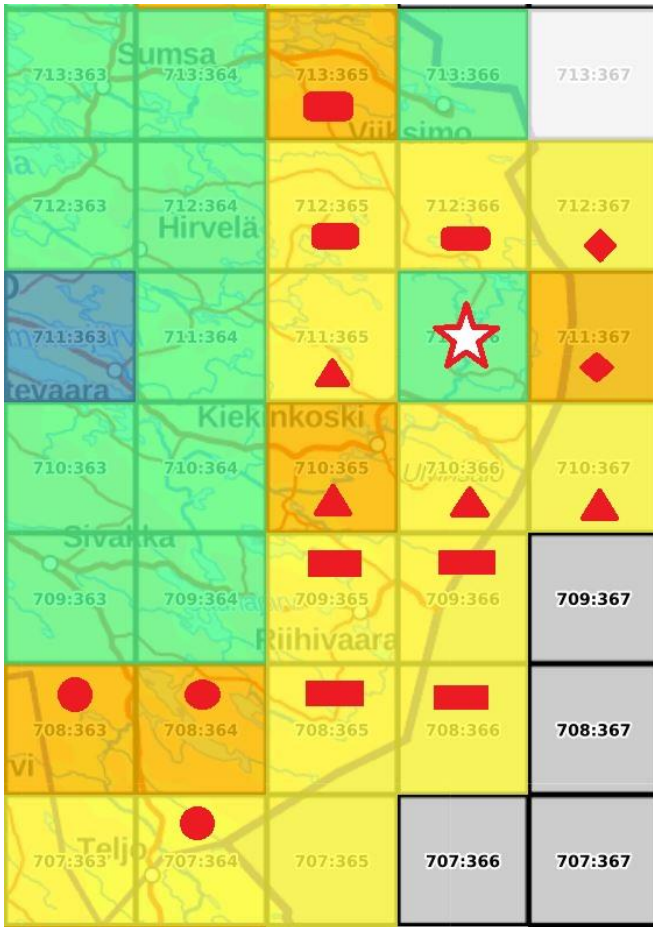 713:363 713:364 713:365 713:366 713:367
Sumsa
Viiksimo
712:363 712:364 712:365 712:366 712:367
Hirvelä
711:363 711:364 711:365 711:367
tevaara
Kiekinkoski
710:363 710:364 710:365 710:366 710:367
Sivakka
709:363 709:364 709:365 709:366 709:367
Riihivaara
708:363 708:364 708:365 708:366 708:367
vi
Teljo
707:363 707:364 707:365 707:366 707:367